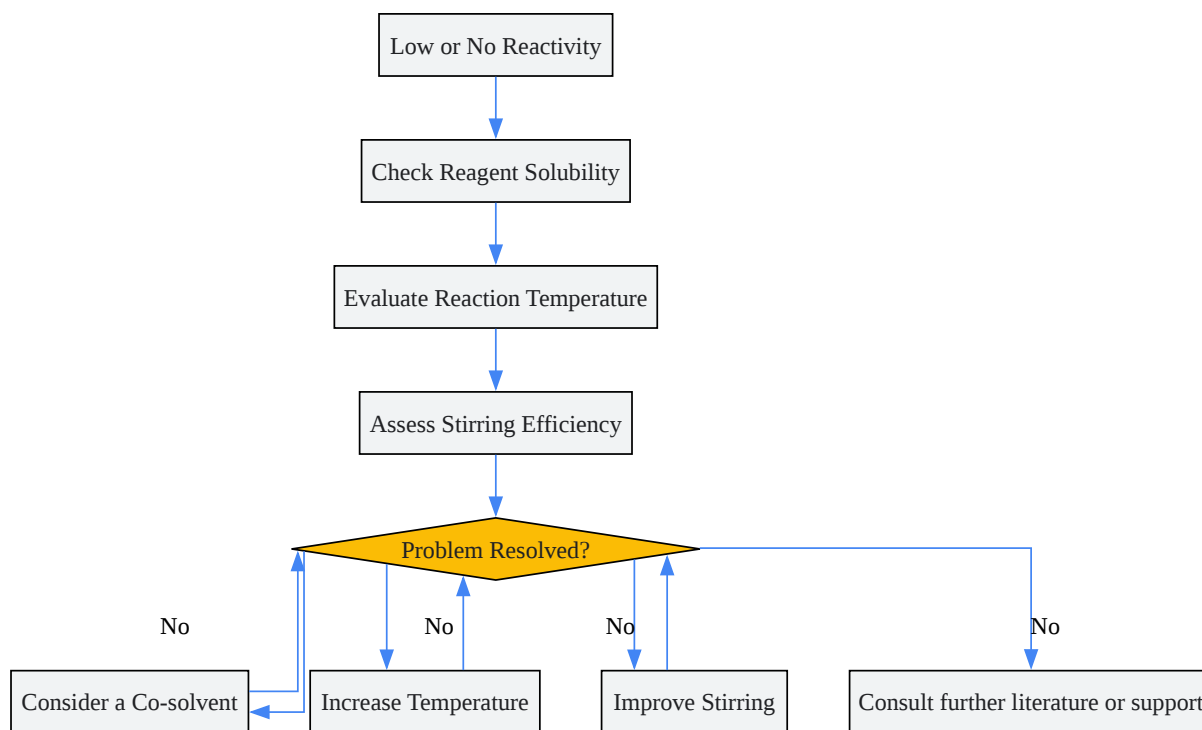 Low or No Reactivity
Check Reagent Solubility
Evaluate Reaction Temperature
Assess Stirring Efficiency
Problem Resolved?
No
No
No
No
Consider a Co-solvent
Increase Temperature
Improve Stirring
Consult further literature or support